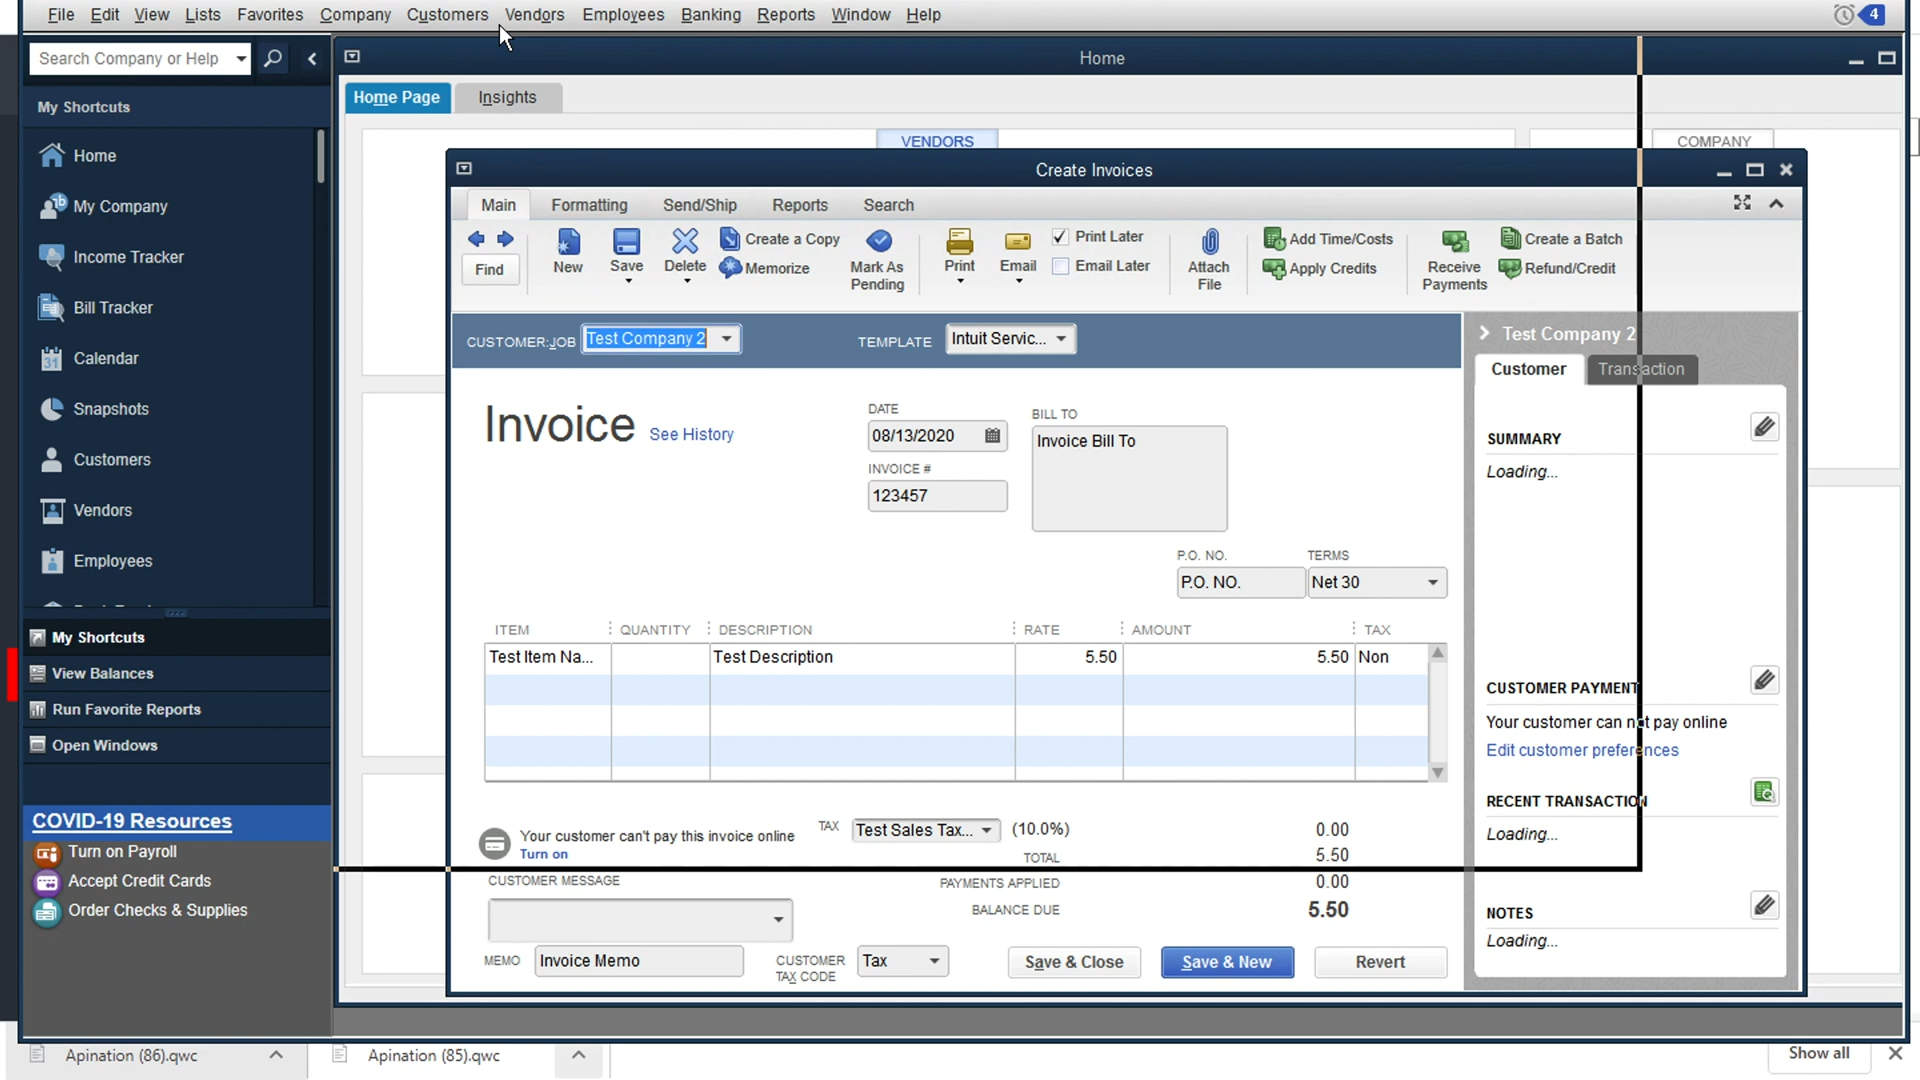 File Edit View Lists Favorites Company Customers Vendors Employees Banking Reports Window Help
4
Search Company or Help
Home
My Shortcuts
Home Page Insights
VENDORS COMPANY
Home
My Company
Income Tracker
Bill Tracker
Calendar
31
Snapshots
Customers
Vendors
Employees
My Shortcuts
View Balances
Run Favorite Reports
Open Windows
COVID-19 Resources
Turn on Payroll
Accept Credit Cards
Order Checks & Supplies
Create Invoices
Main Formatting Send/Ship Reports Search
Find
New
Save
Delete
Create a Copy
Memorize
Mark As
Pending
Print
Email
Print Later
Email Later
Attach
File
Add Time/Costs
Apply Credits
Receive
Payments
Create a Batch
Refund/Credit
CUSTOMER:JOB Test Company 2 TEMPLATE Intuit Servic...
Invoice See History
DATE
08/13/2020
INVOICE #
123457
BILL TO
Invoice Bill To
P.O. NO. TERMS
P.O. NO. Net 30
ITEM QUANTITY DESCRIPTION RATE AMOUNT TAX
Test Item Na... Test Description 5.50 5.50 Non
Your customer can't pay this invoice online
Turn on
TAX Test Sales Tax... (10.0%) 0.00
TOTAL 5.50
PAYMENTS APPLIED 0.00
BALANCE DUE 5.50
CUSTOMER MESSAGE
MEMO Invoice Memo
CUSTOMER
TAX CODE
Tax
Save & Close Save & New Revert
Test Company 2
Customer Transaction
SUMMARY
Loading...
CUSTOMER PAYMENT
Your customer can not pay online
Edit customer preferences
RECENT TRANSACTION
Loading...
NOTES
Loading...
Apination (86).qwc Apination (85).qwc Show all